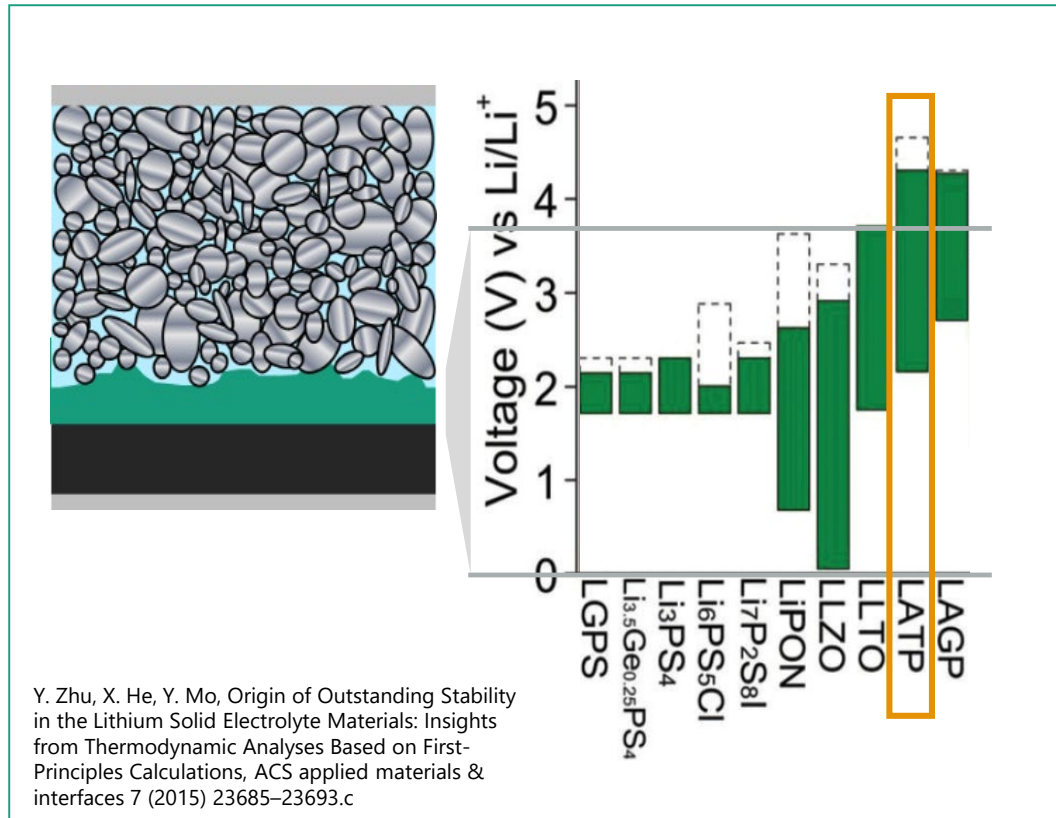 Voltage (V) vs Li/Li⁺
5
4
3
2
1
0
LGPS
Li₃.₅Ge₀.₂₅PS₄
Li₃PS₄
Li₆PS₅Cl
Li₇P₂S₈I
LiPON
LLZO
LLTO
LATP
LAGP
Y. Zhu, X. He, Y. Mo, Origin of Outstanding Stability
in the Lithium Solid Electrolyte Materials: Insights
from Thermodynamic Analyses Based on First-
Principles Calculations, ACS applied materials &
interfaces 7 (2015) 23685–23693.c